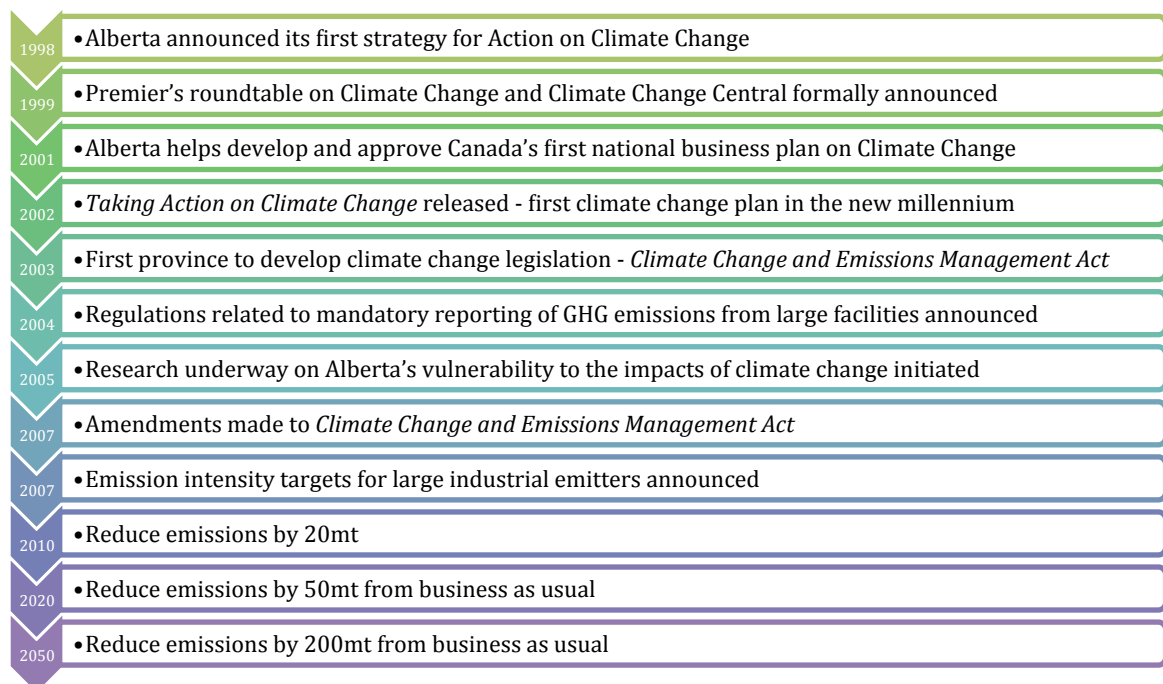 1998
•Alberta announced its first strategy for Action on Climate Change
1999
•Premier’s roundtable on Climate Change and Climate Change Central formally announced
2001
•Alberta helps develop and approve Canada’s first national business plan on Climate Change
2002
•Taking Action on Climate Change released - first climate change plan in the new millennium
2003
•First province to develop climate change legislation - Climate Change and Emissions Management Act
2004
•Regulations related to mandatory reporting of GHG emissions from large facilities announced
2005
•Research underway on Alberta’s vulnerability to the impacts of climate change initiated
2007
•Amendments made to Climate Change and Emissions Management Act
2007
•Emission intensity targets for large industrial emitters announced
2010
•Reduce emissions by 20mt
2020
•Reduce emissions by 50mt from business as usual
2050
•Reduce emissions by 200mt from business as usual